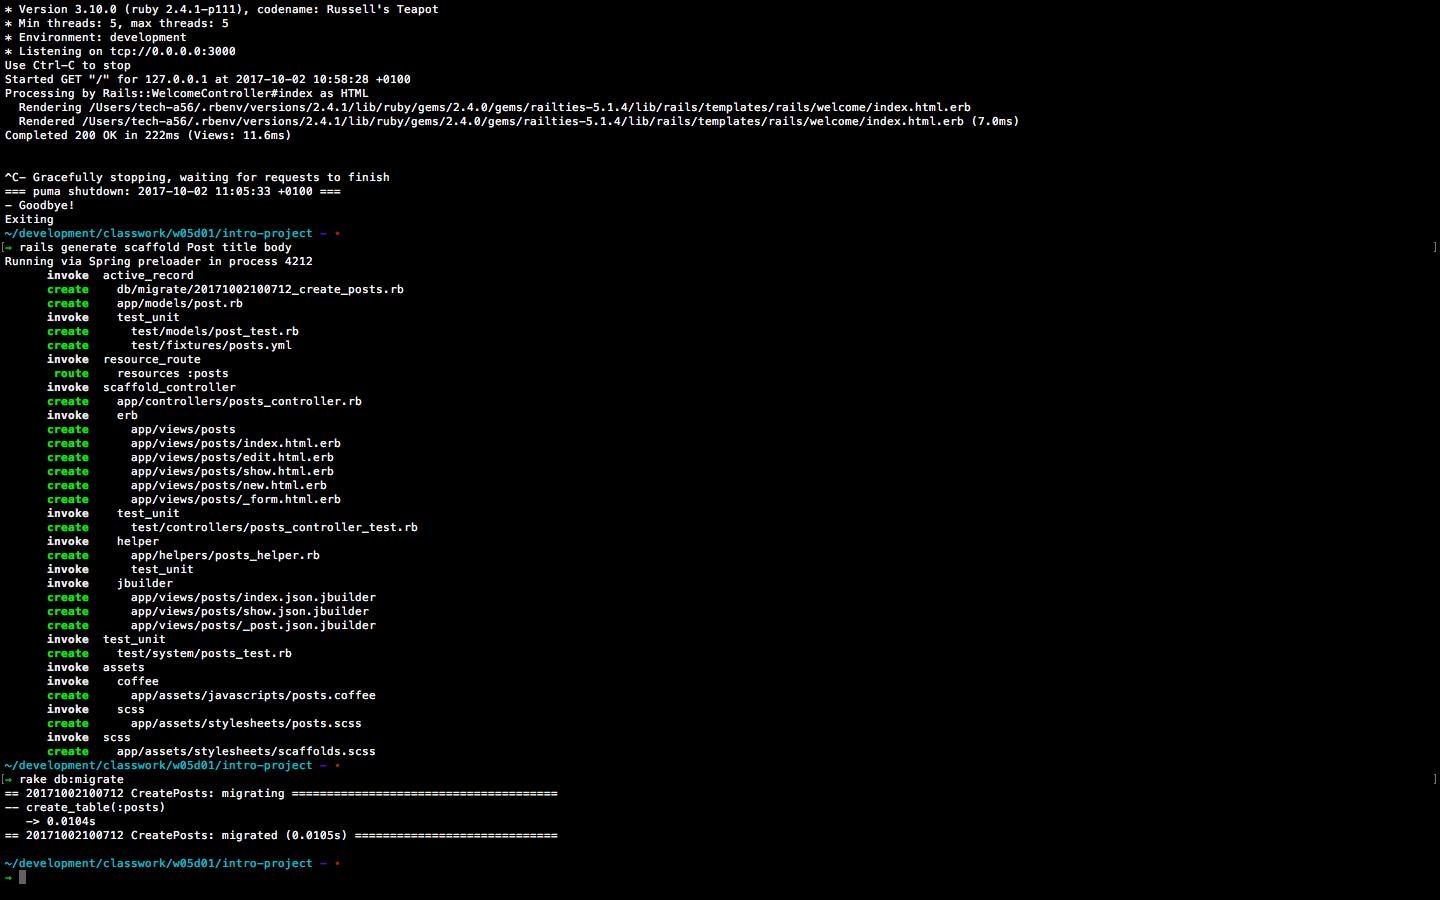 * Version 3.10.0 (ruby 2.4.1-p111), codename: Russell's Teapot
* Min threads: 5, max threads: 5
* Environment: development
* Listening on tcp://0.0.0.0:3000
Use Ctrl-C to stop
Started GET "/" for 127.0.0.1 at 2017-10-02 10:58:28 +0100
Processing by Rails::WelcomeController#index as HTML
  Rendering /Users/tech-a56/.rbenv/versions/2.4.1/lib/ruby/gems/2.4.0/gems/railties-5.1.4/lib/rails/templates/rails/welcome/index.html.erb
  Rendered /Users/tech-a56/.rbenv/versions/2.4.1/lib/ruby/gems/2.4.0/gems/railties-5.1.4/lib/rails/templates/rails/welcome/index.html.erb (7.0ms)
Completed 200 OK in 222ms (Views: 11.6ms)
^C- Gracefully stopping, waiting for requests to finish
=== puma shutdown: 2017-10-02 11:05:33 +0100 ===
- Goodbye!
Exiting
~/development/classwork/w05d01/intro-project – *
[→ rails generate scaffold Post title body ]
Running via Spring preloader in process 4212
      invoke  active_record
      create    db/migrate/20171002100712_create_posts.rb
      create    app/models/post.rb
      invoke    test_unit
      create      test/models/post_test.rb
      create      test/fixtures/posts.yml
      invoke  resource_route
       route    resources :posts
      invoke  scaffold_controller
      create    app/controllers/posts_controller.rb
      invoke    erb
      create      app/views/posts
      create      app/views/posts/index.html.erb
      create      app/views/posts/edit.html.erb
      create      app/views/posts/show.html.erb
      create      app/views/posts/new.html.erb
      create      app/views/posts/_form.html.erb
      invoke    test_unit
      create      test/controllers/posts_controller_test.rb
      invoke    helper
      create      app/helpers/posts_helper.rb
      invoke      test_unit
      invoke    jbuilder
      create      app/views/posts/index.json.jbuilder
      create      app/views/posts/show.json.jbuilder
      create      app/views/posts/_post.json.jbuilder
      invoke  test_unit
      create    test/system/posts_test.rb
      invoke  assets
      invoke    coffee
      create      app/assets/javascripts/posts.coffee
      invoke    scss
      create      app/assets/stylesheets/posts.scss
      invoke  scss
      create    app/assets/stylesheets/scaffolds.scss
~/development/classwork/w05d01/intro-project – *
[→ rake db:migrate ]
== 20171002100712 CreatePosts: migrating ======================================
-- create_table(:posts)
   -> 0.0104s
== 20171002100712 CreatePosts: migrated (0.0105s) =============================
~/development/classwork/w05d01/intro-project – *
→